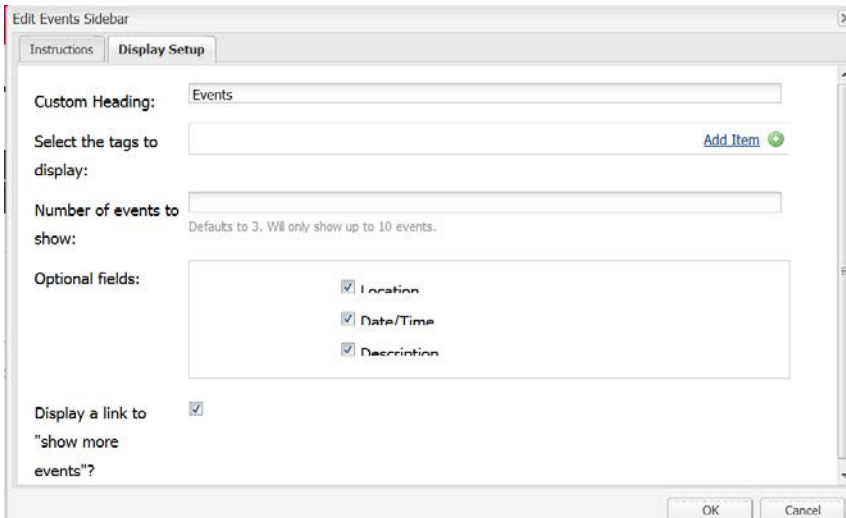 Edit Events Sidebar
Instructions Display Setup
Custom Heading: Events
Select the tags to
display:
Add Item
Number of events to
show:
Defaults to 3. Will only show up to 10 events.
Optional fields:
Location
Date/Time
Description
Display a link to
"show more
events"?
OK Cancel